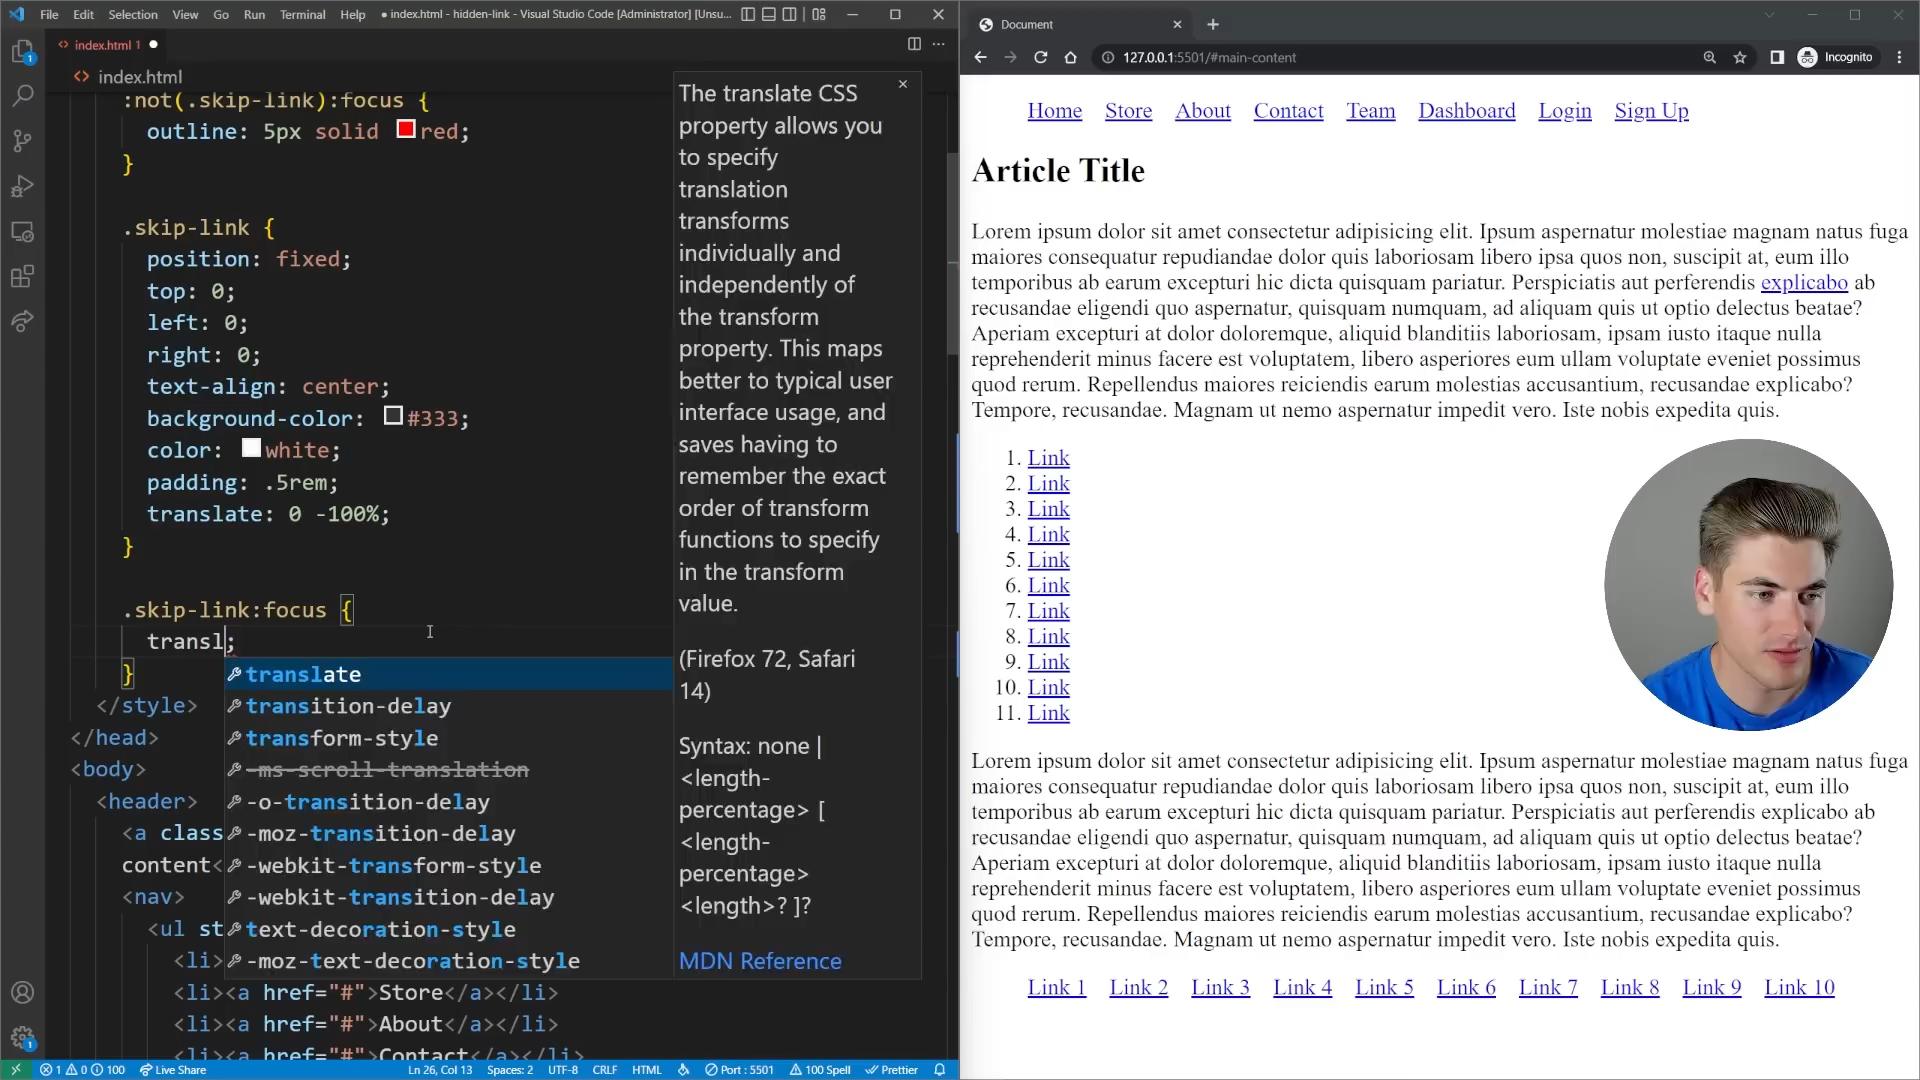 File Edit Selection View Go Run Terminal Help ● index.html - hidden-link - Visual Studio Code [Administrator] [Unsu...
index.html 1 ●
index.html
:not(.skip-link):focus {
outline: 5px solid red;
}
.skip-link {
position: fixed;
top: 0;
left: 0;
right: 0;
text-align: center;
background-color: #333;
color: white;
padding: .5rem;
translate: 0 -100%;
}
.skip-link:focus {
transl;
}
</style>
</head>
<body>
<header>
<a class
content<
<nav>
<ul st
<li>
<li><a href="#">Store</a></li>
<li><a href="#">About</a></li>
<li><a href="#">Contact</a></li>
translate
transition-delay
transform-style
-ms-scroll-translation
-o-transition-delay
-moz-transition-delay
-webkit-transform-style
-webkit-transition-delay
text-decoration-style
-moz-text-decoration-style
The translate CSS
property allows you
to specify
translation
transforms
individually and
independently of
the transform
property. This maps
better to typical user
interface usage, and
saves having to
remember the exact
order of transform
functions to specify
in the transform
value.
(Firefox 72, Safari
14)
Syntax: none |
<length-
percentage> [
<length-
percentage>
<length>? ]?
MDN Reference
1 0 100 Live Share Ln 26, Col 13 Spaces: 2 UTF-8 CRLF HTML Port : 5501 100 Spell Prettier
Document
127.0.0.1:5501/#main-content Incognito
Home Store About Contact Team Dashboard Login Sign Up
Article Title
Lorem ipsum dolor sit amet consectetur adipisicing elit. Ipsum aspernatur molestiae magnam natus fuga
maiores consequatur repudiandae dolor quis laboriosam libero ipsa quos non, suscipit at, eum illo
temporibus ab earum excepturi hic dicta quisquam pariatur. Perspiciatis aut perferendis explicabo ab
recusandae eligendi quo aspernatur, quisquam numquam, ad aliquam quis ut optio delectus beatae?
Aperiam excepturi at dolor doloremque, aliquid blanditiis laboriosam, ipsam iusto itaque nulla
reprehenderit minus facere est voluptatem, libero asperiores eum ullam voluptate eveniet possimus
quod rerum. Repellendus maiores reiciendis earum molestias accusantium, recusandae explicabo?
Tempore, recusandae. Magnam ut nemo aspernatur impedit vero. Iste nobis expedita quis.
1. Link
2. Link
3. Link
4. Link
5. Link
6. Link
7. Link
8. Link
9. Link
10. Link
11. Link
Lorem ipsum dolor sit amet consectetur adipisicing elit. Ipsum aspernatur molestiae magnam natus fuga
maiores consequatur repudiandae dolor quis laboriosam libero ipsa quos non, suscipit at, eum illo
temporibus ab earum excepturi hic dicta quisquam pariatur. Perspiciatis aut perferendis explicabo ab
recusandae eligendi quo aspernatur, quisquam numquam, ad aliquam quis ut optio delectus beatae?
Aperiam excepturi at dolor doloremque, aliquid blanditiis laboriosam, ipsam iusto itaque nulla
reprehenderit minus facere est voluptatem, libero asperiores eum ullam voluptate eveniet possimus
quod rerum. Repellendus maiores reiciendis earum molestias accusantium, recusandae explicabo?
Tempore, recusandae. Magnam ut nemo aspernatur impedit vero. Iste nobis expedita quis.
Link 1 Link 2 Link 3 Link 4 Link 5 Link 6 Link 7 Link 8 Link 9 Link 10